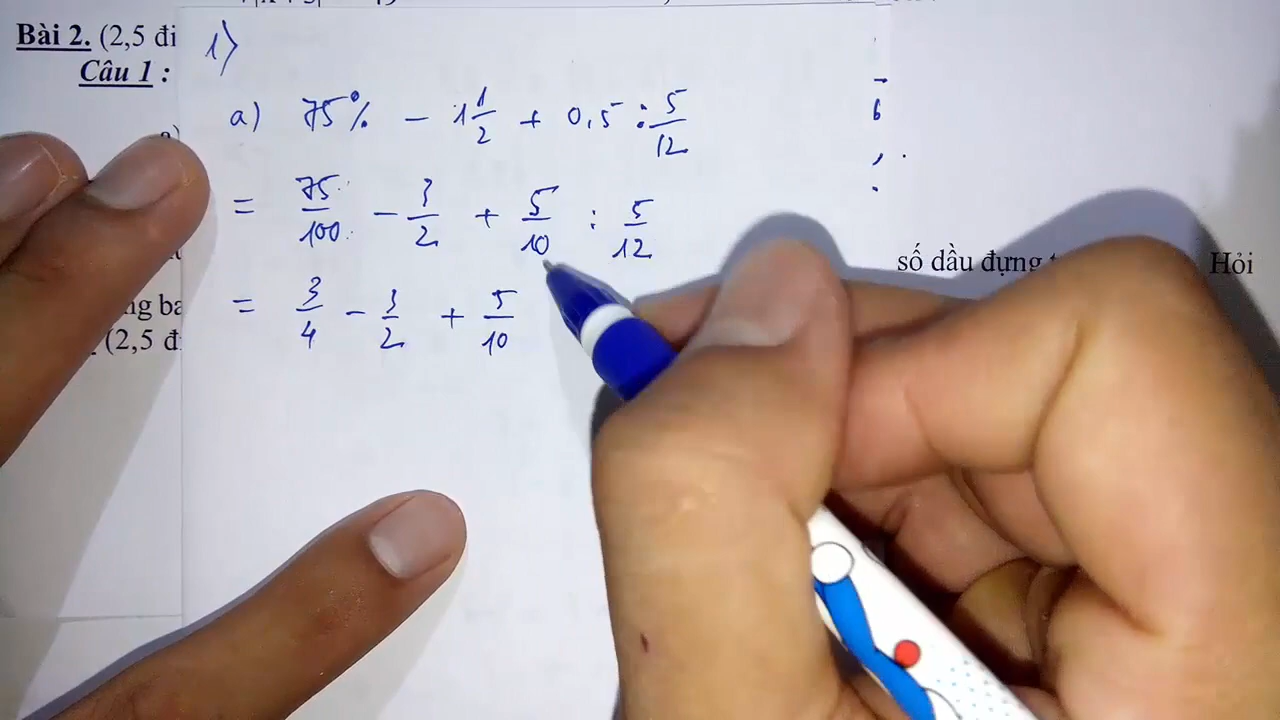 Bài 2. (2,5 đi
1)
Câu 1 :
a) 75% - 1 1/2 + 0,5 : 5/12
= 75/100 - 3/2 + 5/10 : 5/12
số dầu đựng Hỏi
= 3/4 - 3/2 + 5/10
ng ba
(2,5 đ